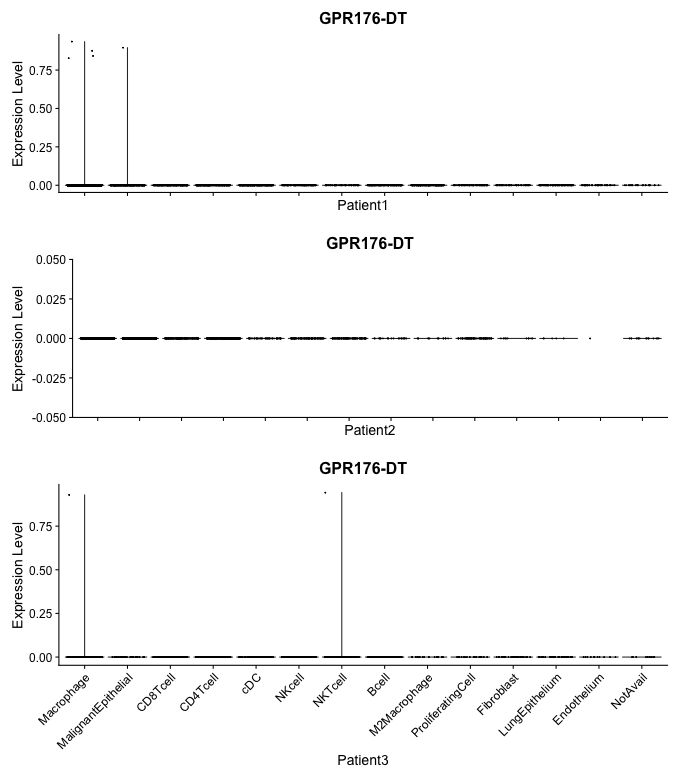 GPR176-DT
Expression Level
0.75
0.50
0.25
0.00
Patient1
GPR176-DT
Expression Level
0.050
0.025
0.000
-0.025
-0.050
Patient2
GPR176-DT
Expression Level
0.75
0.50
0.25
0.00
Macrophage
MalignantEpithelial
CD8Tcell
CD4Tcell
cDC
NKcell
NKTcell
Bcell
M2Macrophage
ProliferatingCell
Fibroblast
LungEpithelium
Endothelium
NotAvail
Patient3